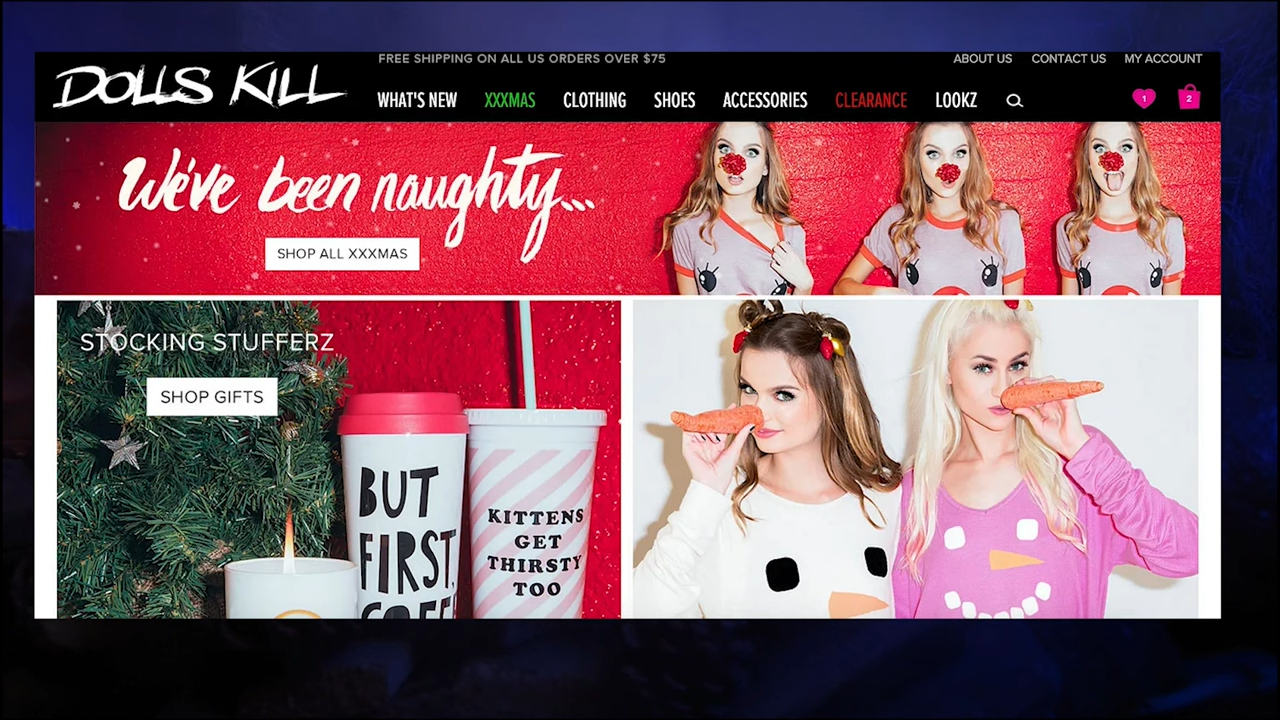 FREE SHIPPING ON ALL US ORDERS OVER $75
ABOUT US CONTACT US MY ACCOUNT
DOLLS KILL
WHAT'S NEW XXXMAS CLOTHING SHOES ACCESSORIES CLEARANCE LOOKZ
1 2
We've been naughty...
SHOP ALL XXXMAS
STOCKING STUFFERZ
SHOP GIFTS
BUT
FIRST,
KITTENS
GET
THIRSTY
TOO